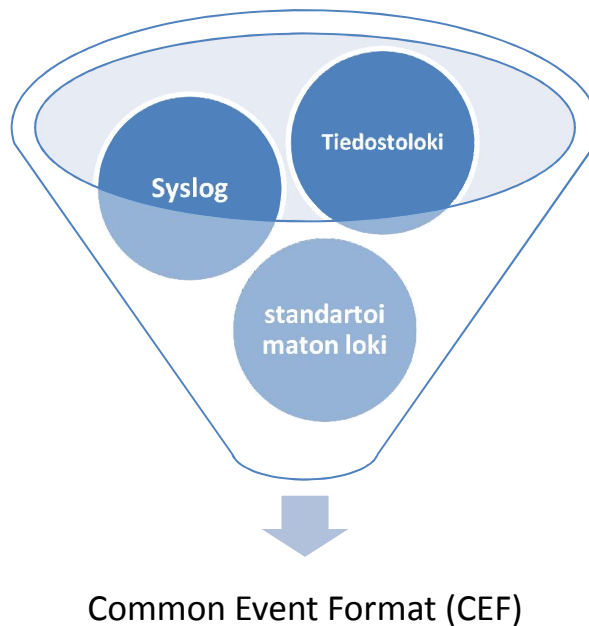 Tiedostoloki
Syslog
standartoi
maton loki
Common Event Format (CEF)